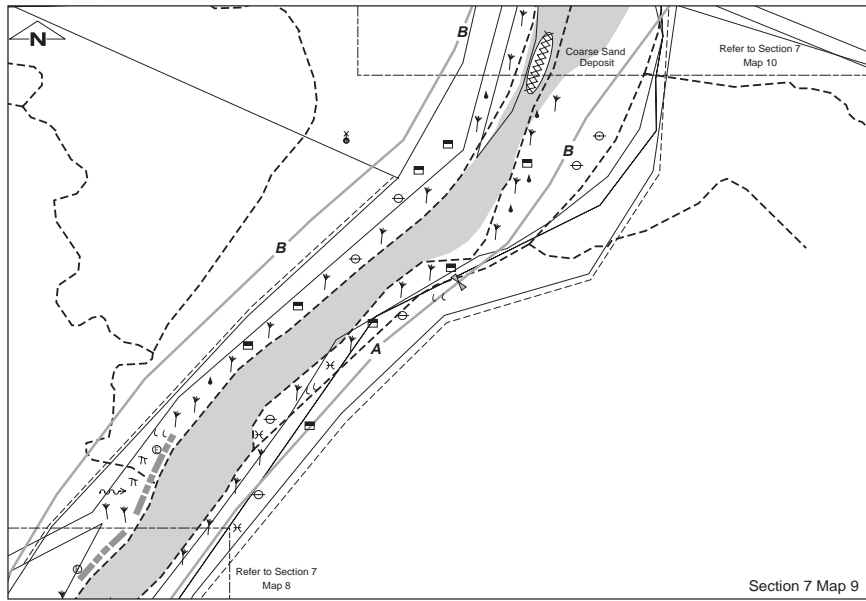 N
B
Coarse Sand
Deposit
Refer to Section 7
Map 10
B
B
A
Refer to Section 7
Map 8
Section 7 Map 9